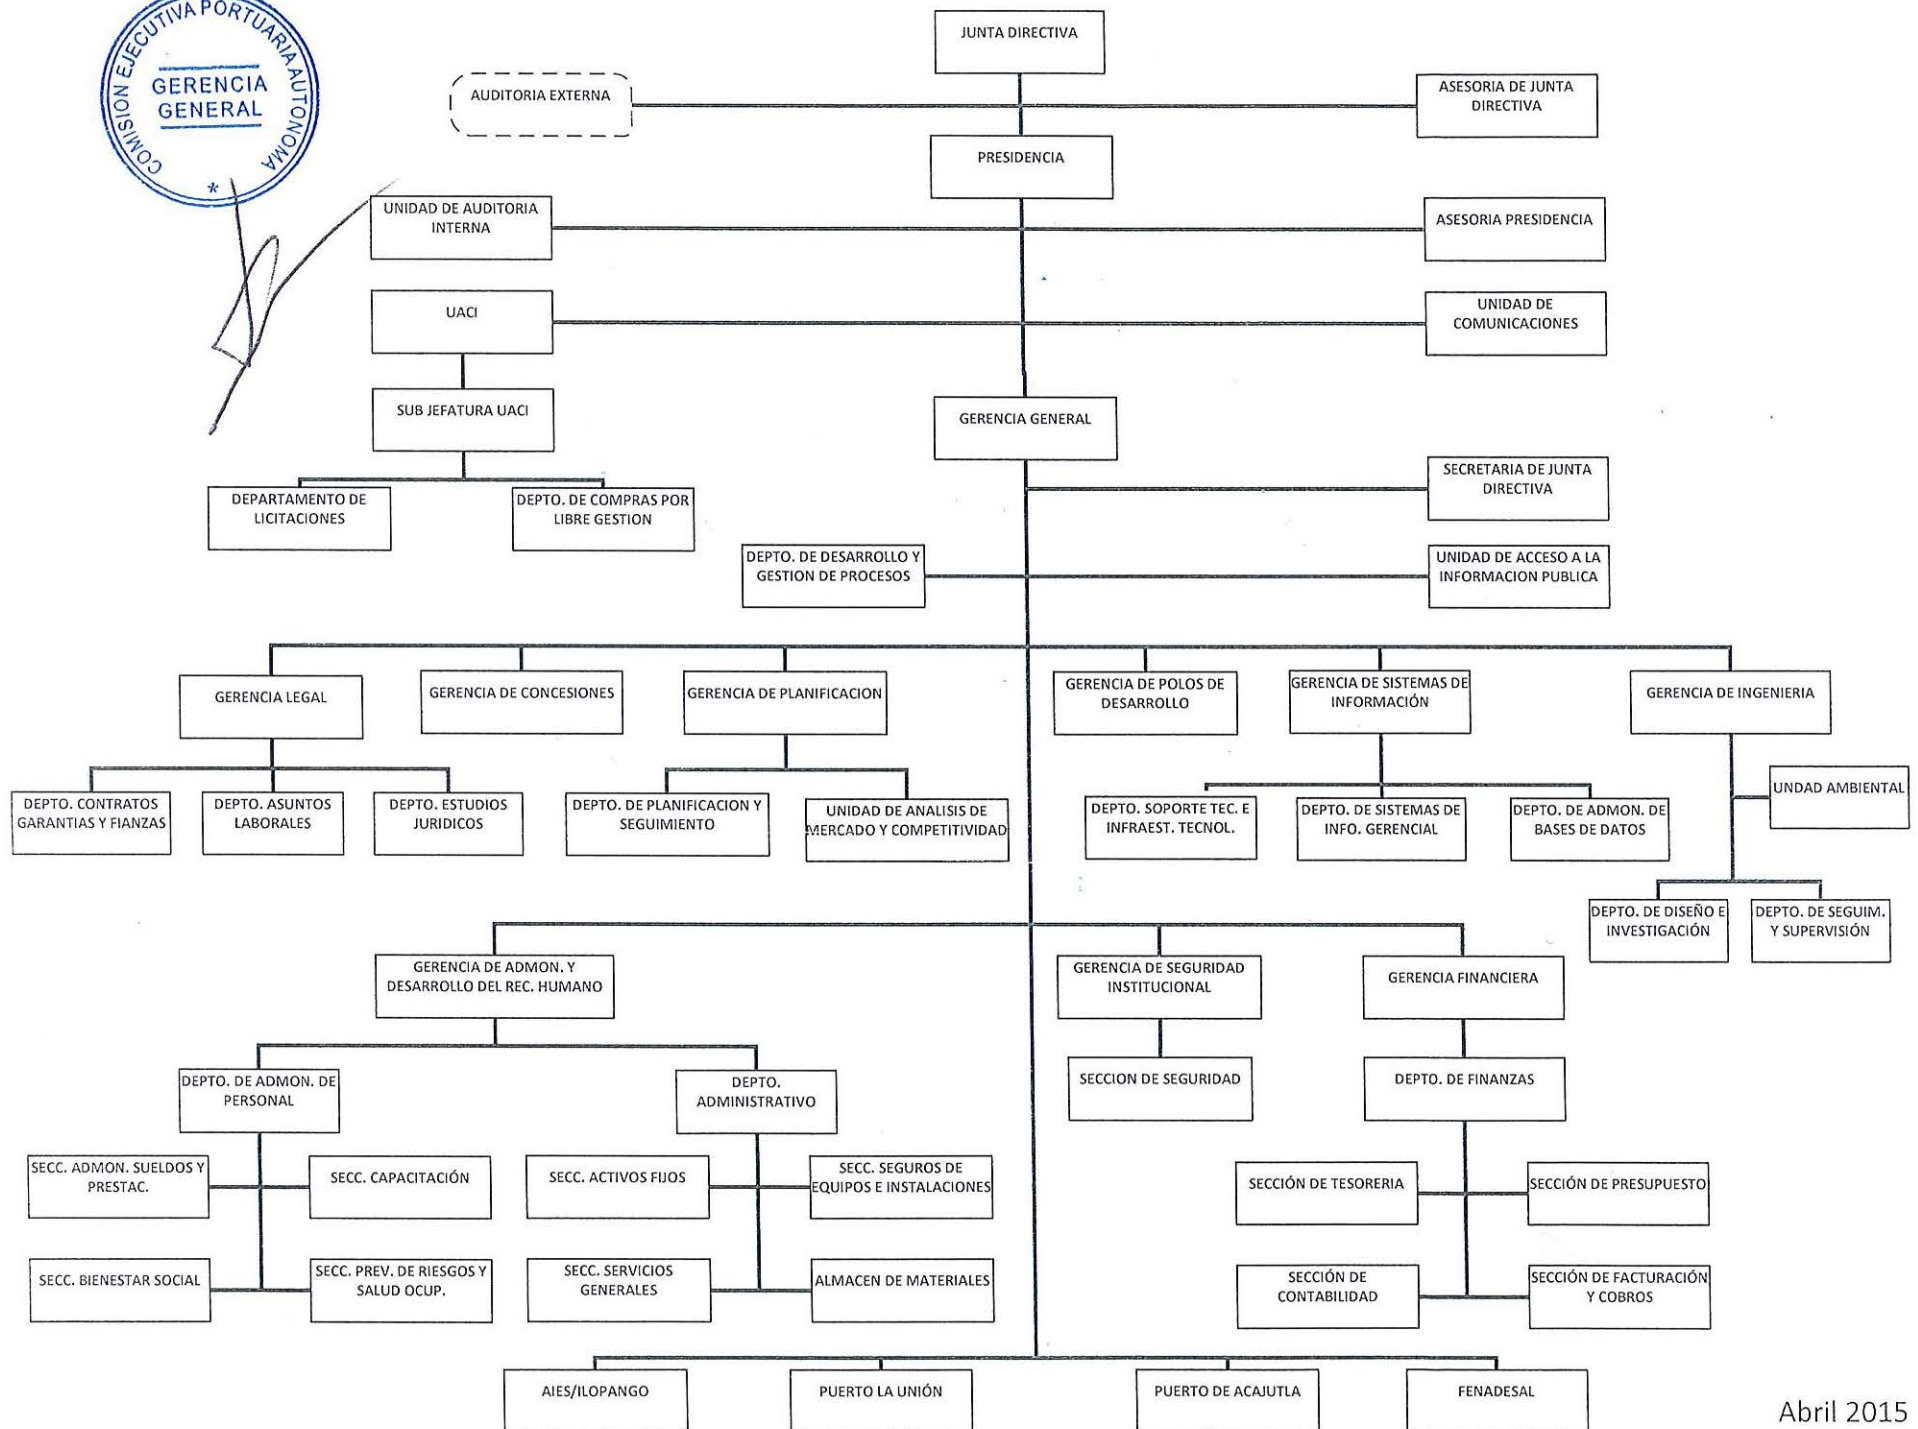 COMISION EJECUTIVA PORTUARIA AUTONOMA
GERENCIA
GENERAL
*
JUNTA DIRECTIVA
AUDITORIA EXTERNA
ASESORIA DE JUNTA
DIRECTIVA
PRESIDENCIA
UNIDAD DE AUDITORIA
INTERNA
ASESORIA PRESIDENCIA
UACI
UNIDAD DE
COMUNICACIONES
SUB JEFATURA UACI
GERENCIA GENERAL
DEPARTAMENTO DE
LICITACIONES
DEPTO. DE COMPRAS POR
LIBRE GESTION
SECRETARIA DE JUNTA
DIRECTIVA
DEPTO. DE DESARROLLO Y
GESTION DE PROCESOS
UNIDAD DE ACCESO A LA
INFORMACION PUBLICA
GERENCIA LEGAL
GERENCIA DE CONCESIONES
GERENCIA DE PLANIFICACION
GERENCIA DE POLOS DE
DESARROLLO
GERENCIA DE SISTEMAS DE
INFORMACIÓN
GERENCIA DE INGENIERIA
DEPTO. CONTRATOS
GARANTIAS Y FIANZAS
DEPTO. ASUNTOS
LABORALES
DEPTO. ESTUDIOS
JURIDICOS
DEPTO. DE PLANIFICACION Y
SEGUIMIENTO
UNIDAD DE ANALISIS DE
MERCADO Y COMPETITIVIDAD
DEPTO. SOPORTE TEC. E
INFRAEST. TECNOL.
DEPTO. DE SISTEMAS DE
INFO. GERENCIAL
DEPTO. DE ADMON. DE
BASES DE DATOS
UNDAD AMBIENTAL
DEPTO. DE DISEÑO E
INVESTIGACIÓN
DEPTO. DE SEGUIM.
Y SUPERVISIÓN
GERENCIA DE ADMON. Y
DESARROLLO DEL REC. HUMANO
GERENCIA DE SEGURIDAD
INSTITUCIONAL
GERENCIA FINANCIERA
DEPTO. DE ADMON. DE
PERSONAL
DEPTO.
ADMINISTRATIVO
SECCION DE SEGURIDAD
DEPTO. DE FINANZAS
SECC. ADMON. SUELDOS Y
PRESTAC.
SECC. CAPACITACIÓN
SECC. ACTIVOS FIJOS
SECC. SEGUROS DE
EQUIPOS E INSTALACIONES
SECCIÓN DE TESORERIA
SECCIÓN DE PRESUPUESTO
SECC. BIENESTAR SOCIAL
SECC. PREV. DE RIESGOS Y
SALUD OCUP.
SECC. SERVICIOS
GENERALES
ALMACEN DE MATERIALES
SECCIÓN DE
CONTABILIDAD
SECCIÓN DE FACTURACIÓN
Y COBROS
AIES/ILOPANGO
PUERTO LA UNIÓN
PUERTO DE ACAJUTLA
FENADESAL
Abril 2015